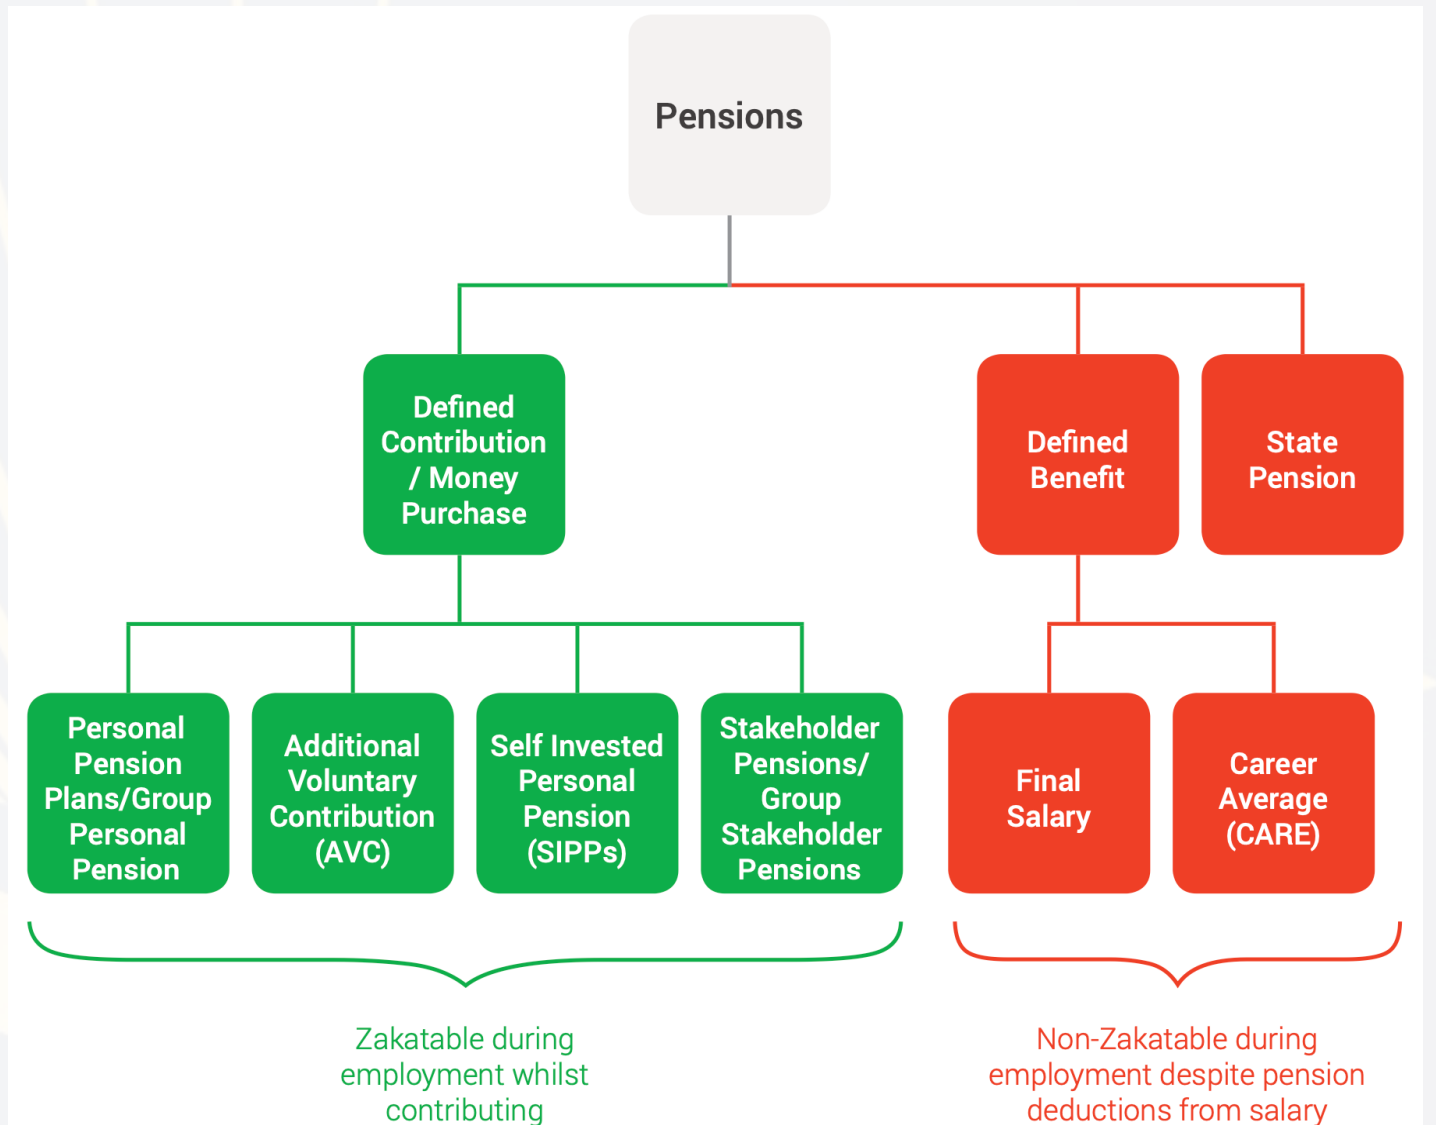 Pensions
Defined
Contribution
/ Money
Purchase
Defined
Benefit
State
Pension
Personal
Pension
Plans/Group
Personal
Pension
Additional
Voluntary
Contribution
(AVC)
Self Invested
Personal
Pension
(SIPPs)
Stakeholder
Pensions/
Group
Stakeholder
Pensions
Final
Salary
Career
Average
(CARE)
Zakatable during
employment whilst
contributing
Non-Zakatable during
employment despite pension
deductions from salary